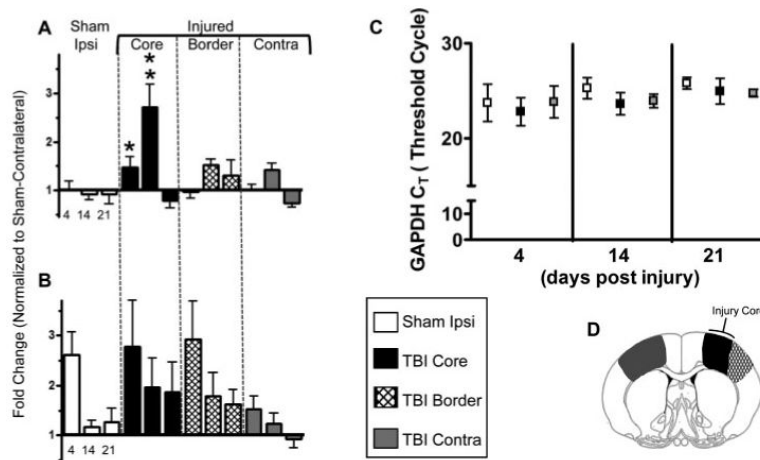 A
Sham
Ipsi
Injured
Core
Border
Contra
*
**
3
2
1
4 14 21
B
3
2
1
4 14 21
Fold Change (Normalized to Sham-Contralateral)
C
GAPDH CT ( Threshold Cycle)
30
20
10
0
4 14 21
(days post injury)
Sham Ipsi
TBI Core
TBI Border
TBI Contra
D
Injury Core